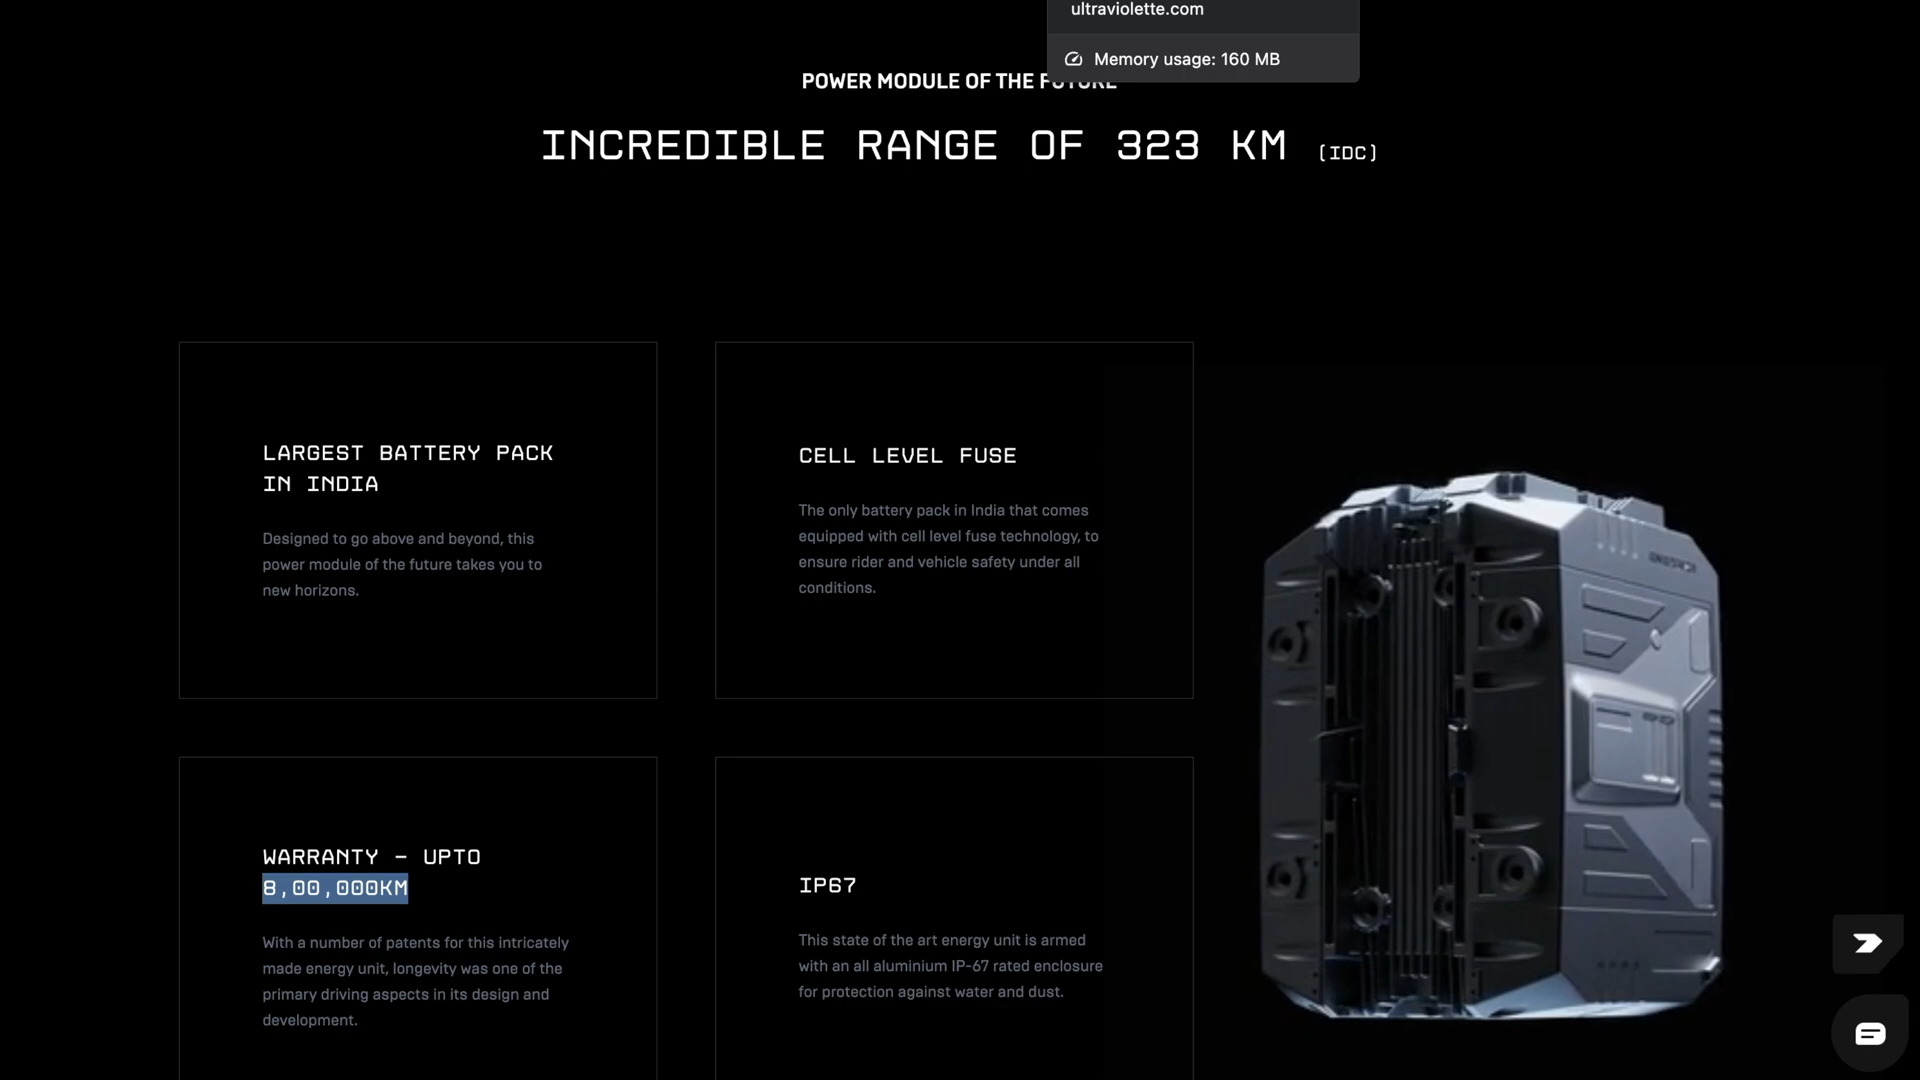 ultraviolette.com
Memory usage: 160 MB
POWER MODULE OF THE FUTURE
INCREDIBLE RANGE OF 323 KM (IDC)
LARGEST BATTERY PACK
IN INDIA
Designed to go above and beyond, this
power module of the future takes you to
new horizons.
CELL LEVEL FUSE
The only battery pack in India that comes
equipped with cell level fuse technology, to
ensure rider and vehicle safety under all
conditions.
WARRANTY – UPTO
8,00,000KM
With a number of patents for this intricately
made energy unit, longevity was one of the
primary driving aspects in its design and
development.
IP67
This state of the art energy unit is armed
with an all aluminium IP-67 rated enclosure
for protection against water and dust.